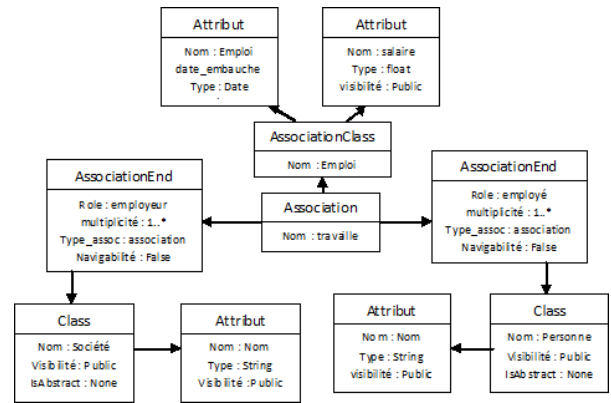 Attribut
Nom : Emploi
date_embauche
Type : Date
Attribut
Nom : salaire
Type : float
visibilité : Public
AssociationClass
Nom : Emploi
AssociationEnd
Role : employeur
multiplicité : 1..*
Type_assoc : association
Navigabilité : False
Association
Nom : travaille
AssociationEnd
Role : employé
multiplicité : 1..*
Type_assoc : association
Navigabilité : False
Class
Nom : Société
Visibilité : Public
IsAbstract : None
Attribut
Nom : Nom
Type : String
Visibilité : Public
Attribut
Nom : Nom
Type : String
visibilité : Public
Class
Nom : Personne
Visibilité : Public
IsAbstract : None